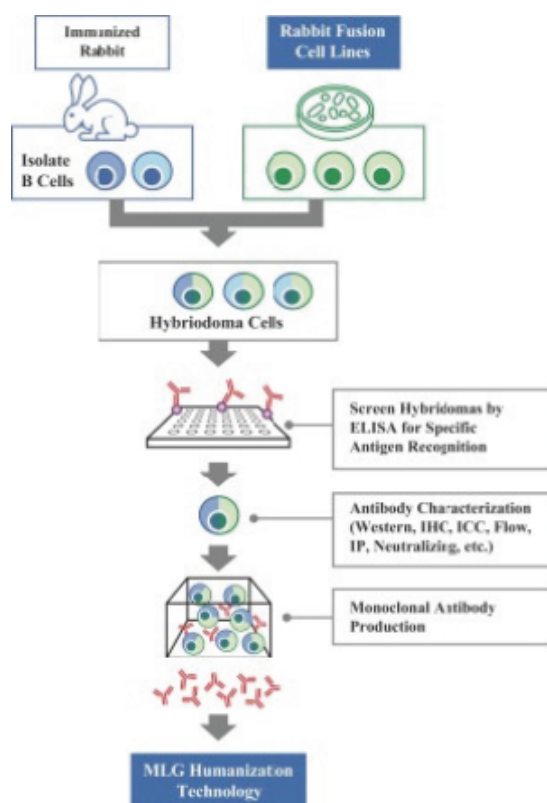 Immunized
Rabbit
Rabbit Fusion
Cell Lines
Isolate
B Cells
Hybriodoma Cells
Screen Hybridomas by
ELISA for Specific
Antigen Recognition
Antibody Characterization
(Western, IHC, ICC, Flow,
IP, Neutralizing, etc.)
Monoclonal Antibody
Production
MLG Humanization
Technology